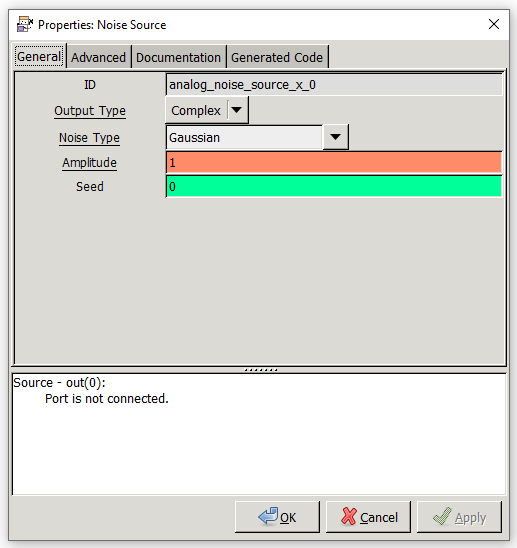 Properties: Noise Source
General Advanced Documentation Generated Code
ID analog_noise_source_x_0
Output Type Complex
Noise Type Gaussian
Amplitude 1
Seed 0
Source - out(0):
Port is not connected.
OK Cancel Apply